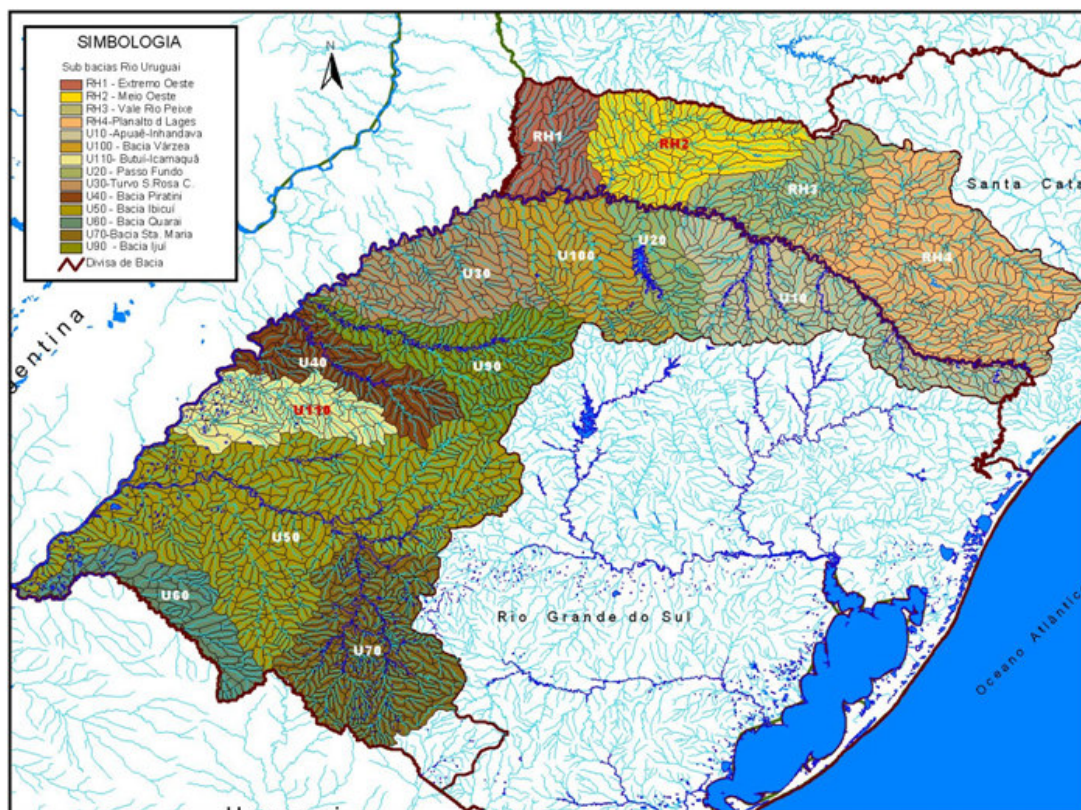 SIMBOLOGIA
Sub bacias Rio Uruguai
RH1 - Extremo Oeste
RH2 - Meio Oeste
RH3 - Vale Rio Peixe
RH4-Planalto d Lages
U10 -Apuaê-Inhandava
U100 - Bacia Várzea
U110- Butuí-Icamaquã
U20 - Passo Fundo
U30-Turvo S.Rosa C.
U40 - Bacia Piratini
U50 - Bacia Ibicuí
U60 - Bacia Quarai
U70-Bacia Sta. Maria
U90 - Bacia Ijuí
Divisa de Bacia
N
RH1
RH2
RH3
Santa Cata
RH4
U30
U100
U20
U10
gentina
U40
U90
U110
U50
U60
U70
Rio Grande do Sul
Oceano Atlântic